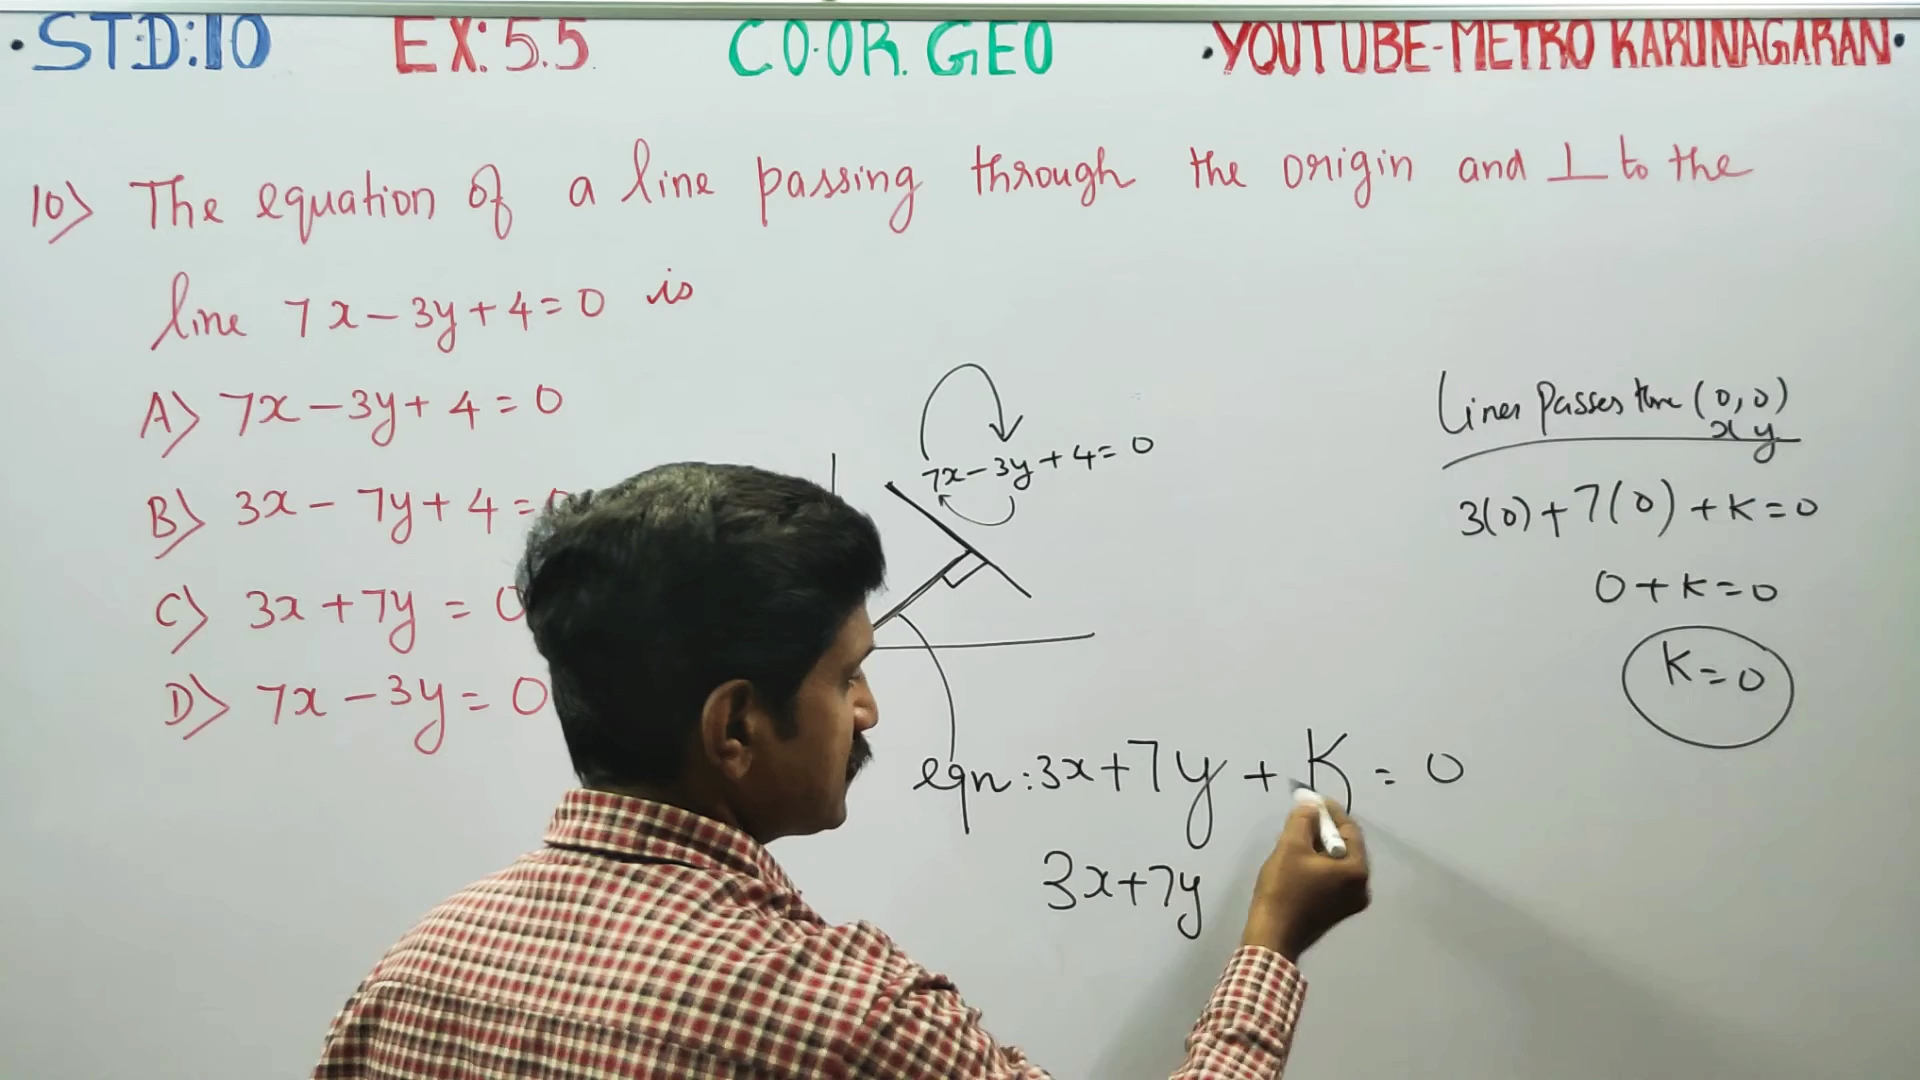 •STD:10 EX:5.5 CO.OR.GEO •YOUTUBE-METRO KARUNAGARAN•
10) The equation of a line passing through the origin and ⊥ to the
line 7x-3y+4=0 is
A) 7x-3y+4=0
B) 3x-7y+4=0
C) 3x+7y=0
D) 7x-3y=0
7x-3y+4=0
Passes (0,0)
x y
3(0)+7(0)+K=0
0+K=0
K=0
eqn:3x+7y+K=0
3x+7y